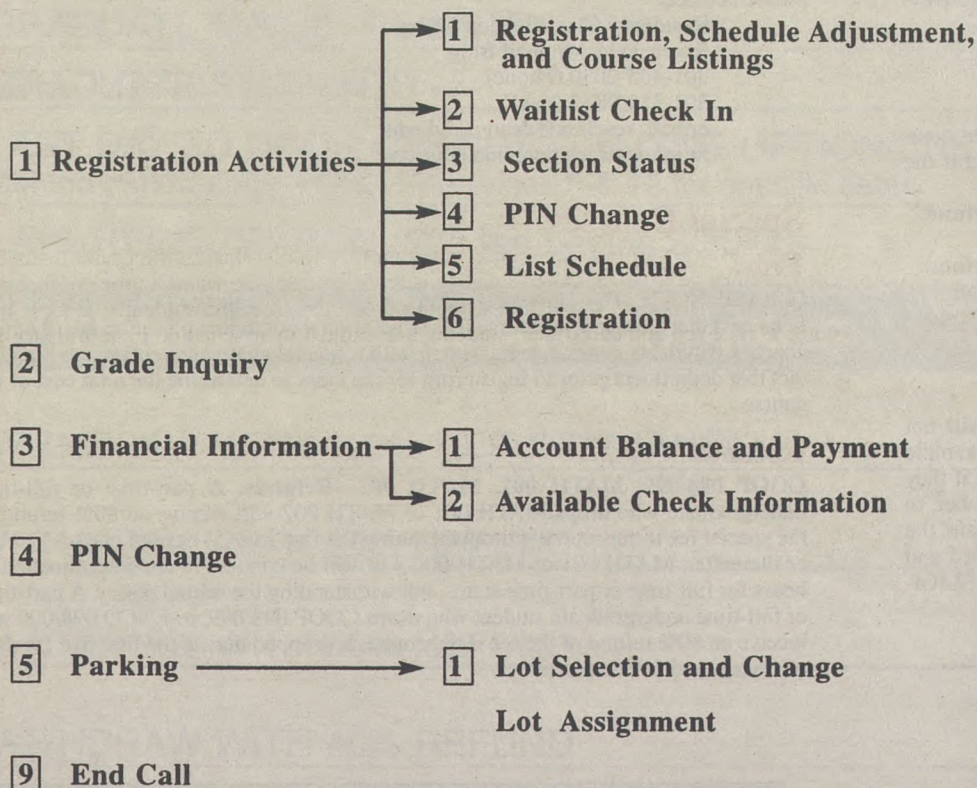 1 Registration, Schedule Adjustment,
and Course Listings
2 Waitlist Check In
1 Registration Activities
3 Section Status
4 PIN Change
5 List Schedule
6 Registration
2 Grade Inquiry
3 Financial Information
1 Account Balance and Payment
2 Available Check Information
4 PIN Change
5 Parking
1 Lot Selection and Change
Lot Assignment
9 End Call